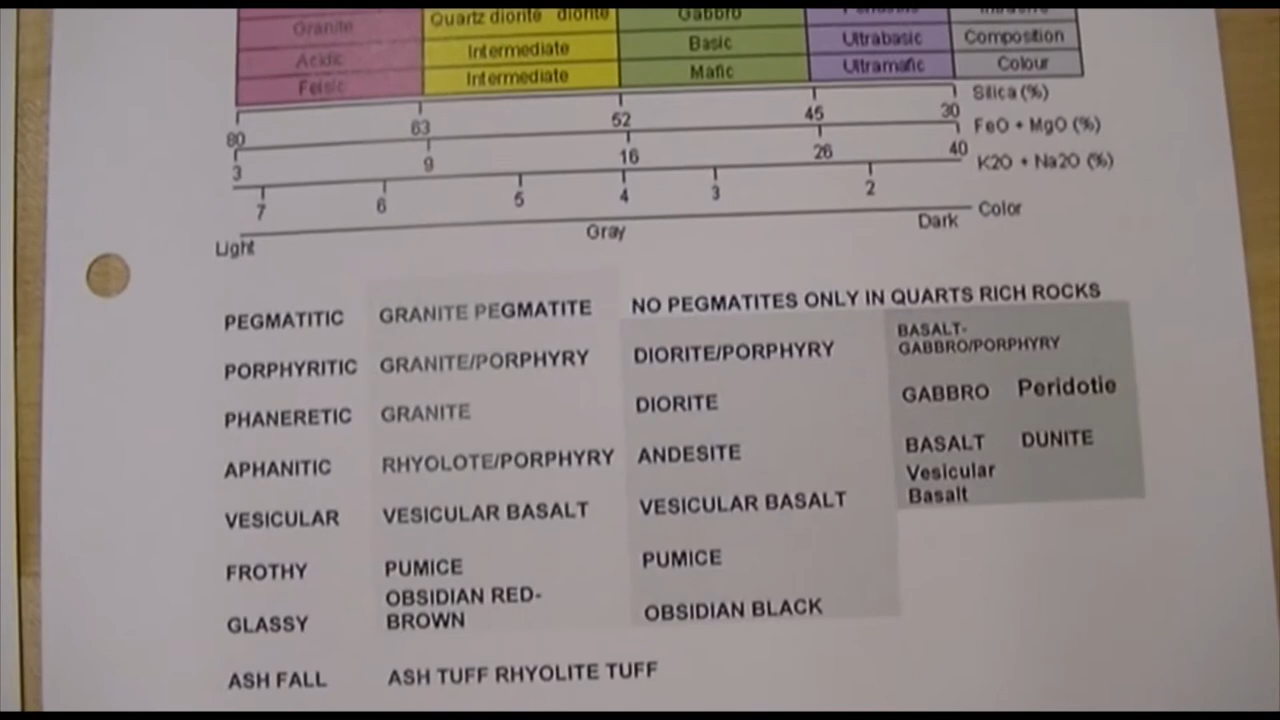 Granite Quartz diorite diorite Gabbro
Acidic Intermediate Basic Ultrabasic Composition
Felsic Intermediate Mafic Ultramafic Colour
80 63 52 45 30 Silica (%)
3 9 16 26 40 FeO + MgO (%)
7 6 5 4 3 2 K2O + Na2O (%)
Light Gray Dark Color
PEGMATITIC GRANITE PEGMATITE NO PEGMATITES ONLY IN QUARTS RICH ROCKS
PORPHYRITIC GRANITE/PORPHYRY DIORITE/PORPHYRY BASALT-
GABBRO/PORPHYRY
PHANERETIC GRANITE DIORITE GABBRO Peridotie
APHANITIC RHYOLOTE/PORPHYRY ANDESITE BASALT DUNITE
Vesicular
Basalt
VESICULAR VESICULAR BASALT VESICULAR BASALT
FROTHY PUMICE PUMICE
GLASSY OBSIDIAN RED-
BROWN OBSIDIAN BLACK
ASH FALL ASH TUFF RHYOLITE TUFF